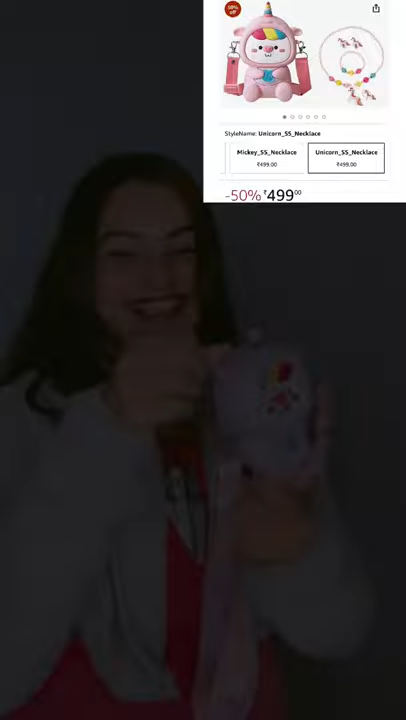 50%
off
StyleName: Unicorn_SS_Necklace
Mickey_SS_Necklace
₹499.00
Unicorn_SS_Necklace
₹499.00
-50% ₹499⁰⁰